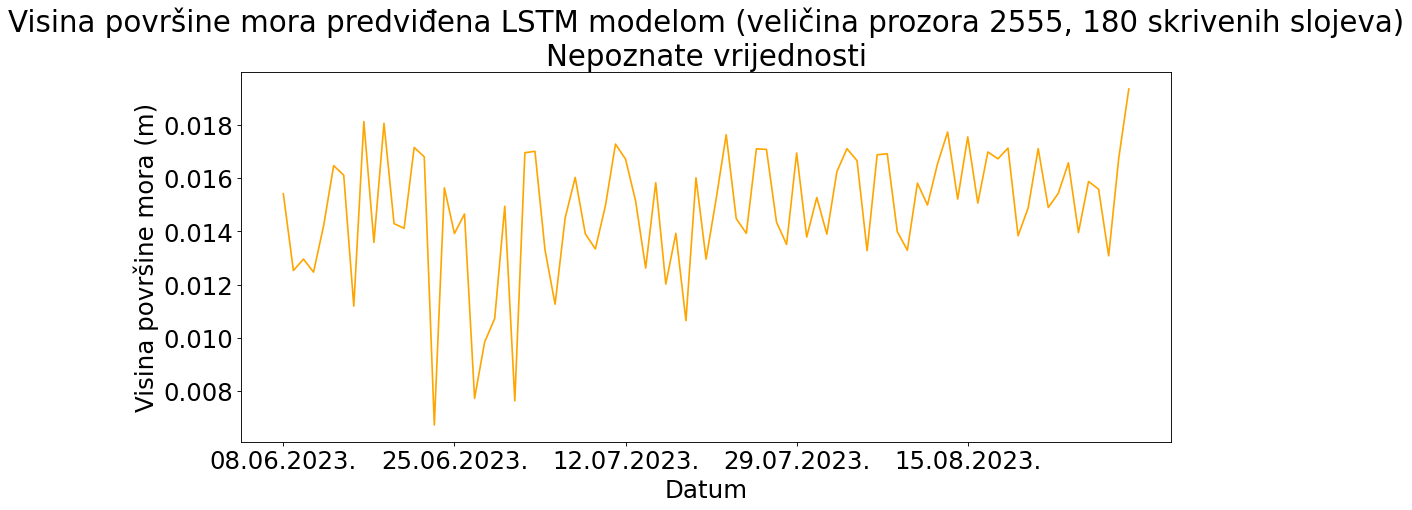 Visina površine mora predviđena LSTM modelom (veličina prozora 2555, 180 skrivenih slojeva)
Nepoznate vrijednosti
Visina površine mora (m)
0.018
0.016
0.014
0.012
0.010
0.008
08.06.2023. 25.06.2023. 12.07.2023. 29.07.2023. 15.08.2023.
Datum